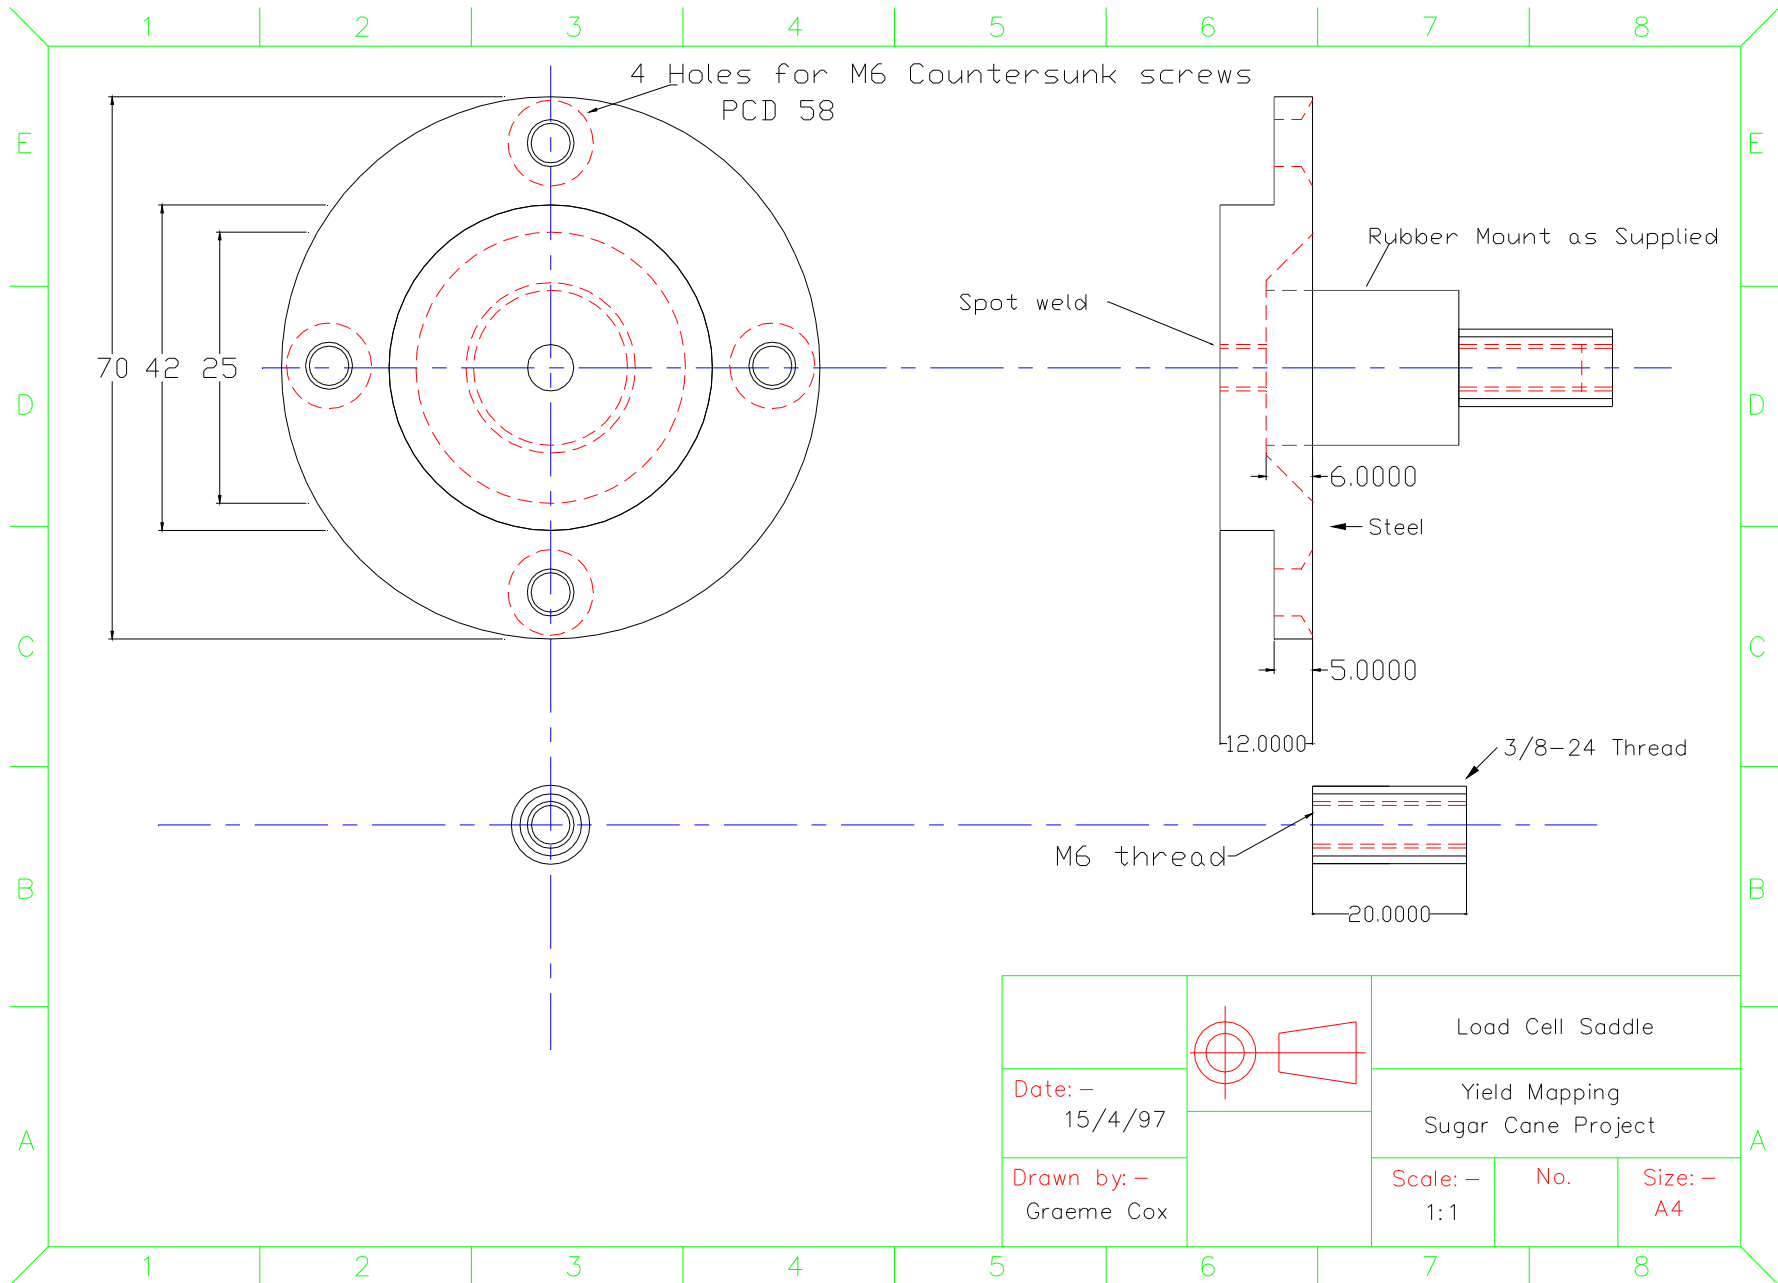 1 2 3 4 5 6 7 8
4 Holes for M6 Countersunk screws
PCD 58
E E
Rubber Mount as Supplied
Spot weld
70 42 25
D D
6.0000
Steel
C C
5.0000
12.0000
3/8-24 Thread
M6 thread
B B
20.0000
Load Cell Saddle
Date:-
15/4/97
Yield Mapping
Sugar Cane Project
A A
Drawn by:-
Graeme Cox
Scale:-
1:1
No.
Size:-
A4
1 2 3 4 5 6 7 8